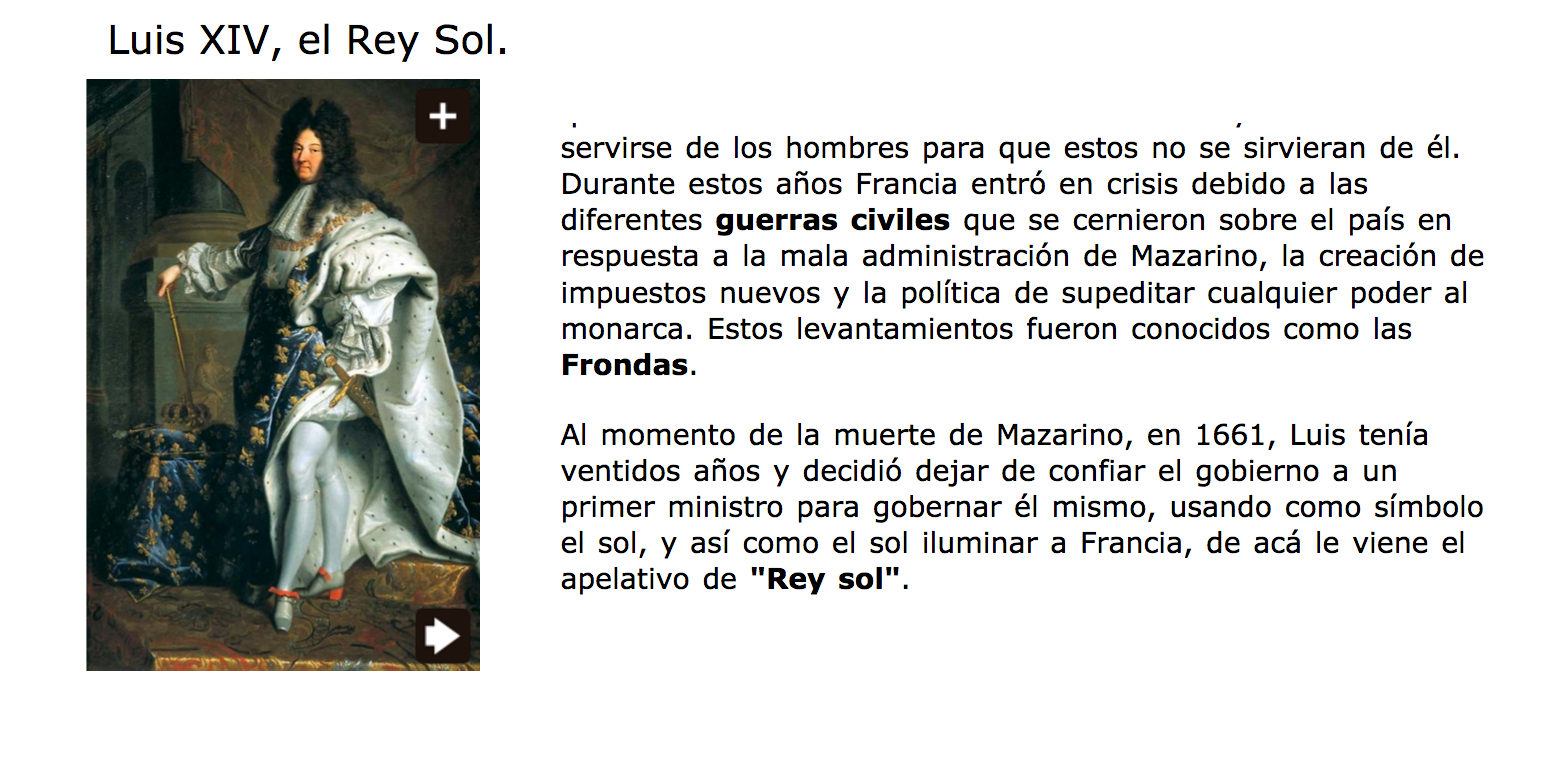 Luis XIV, el Rey Sol.
servirse de los hombres para que estos no se sirvieran de él.
Durante estos años Francia entró en crisis debido a las
diferentes guerras civiles que se cernieron sobre el país en
respuesta a la mala administración de Mazarino, la creación de
impuestos nuevos y la política de supeditar cualquier poder al
monarca. Estos levantamientos fueron conocidos como las
Frondas.
Al momento de la muerte de Mazarino, en 1661, Luis tenía
ventidos años y decidió dejar de confiar el gobierno a un
primer ministro para gobernar él mismo, usando como símbolo
el sol, y así como el sol iluminar a Francia, de acá le viene el
apelativo de "Rey sol".